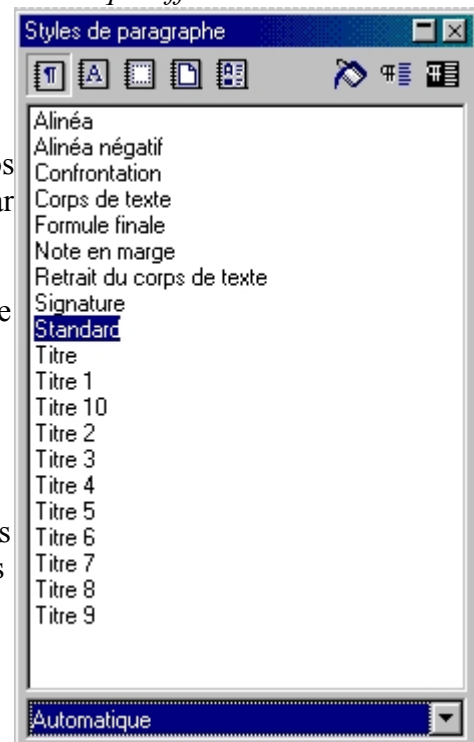 Styles de paragraphe
Alinéa
Alinéa négatif
Confrontation
Corps de texte
Formule finale
Note en marge
Retrait du corps de texte
Signature
Standard
Titre
Titre 1
Titre 10
Titre 2
Titre 3
Titre 4
Titre 5
Titre 6
Titre 7
Titre 8
Titre 9
Automatique